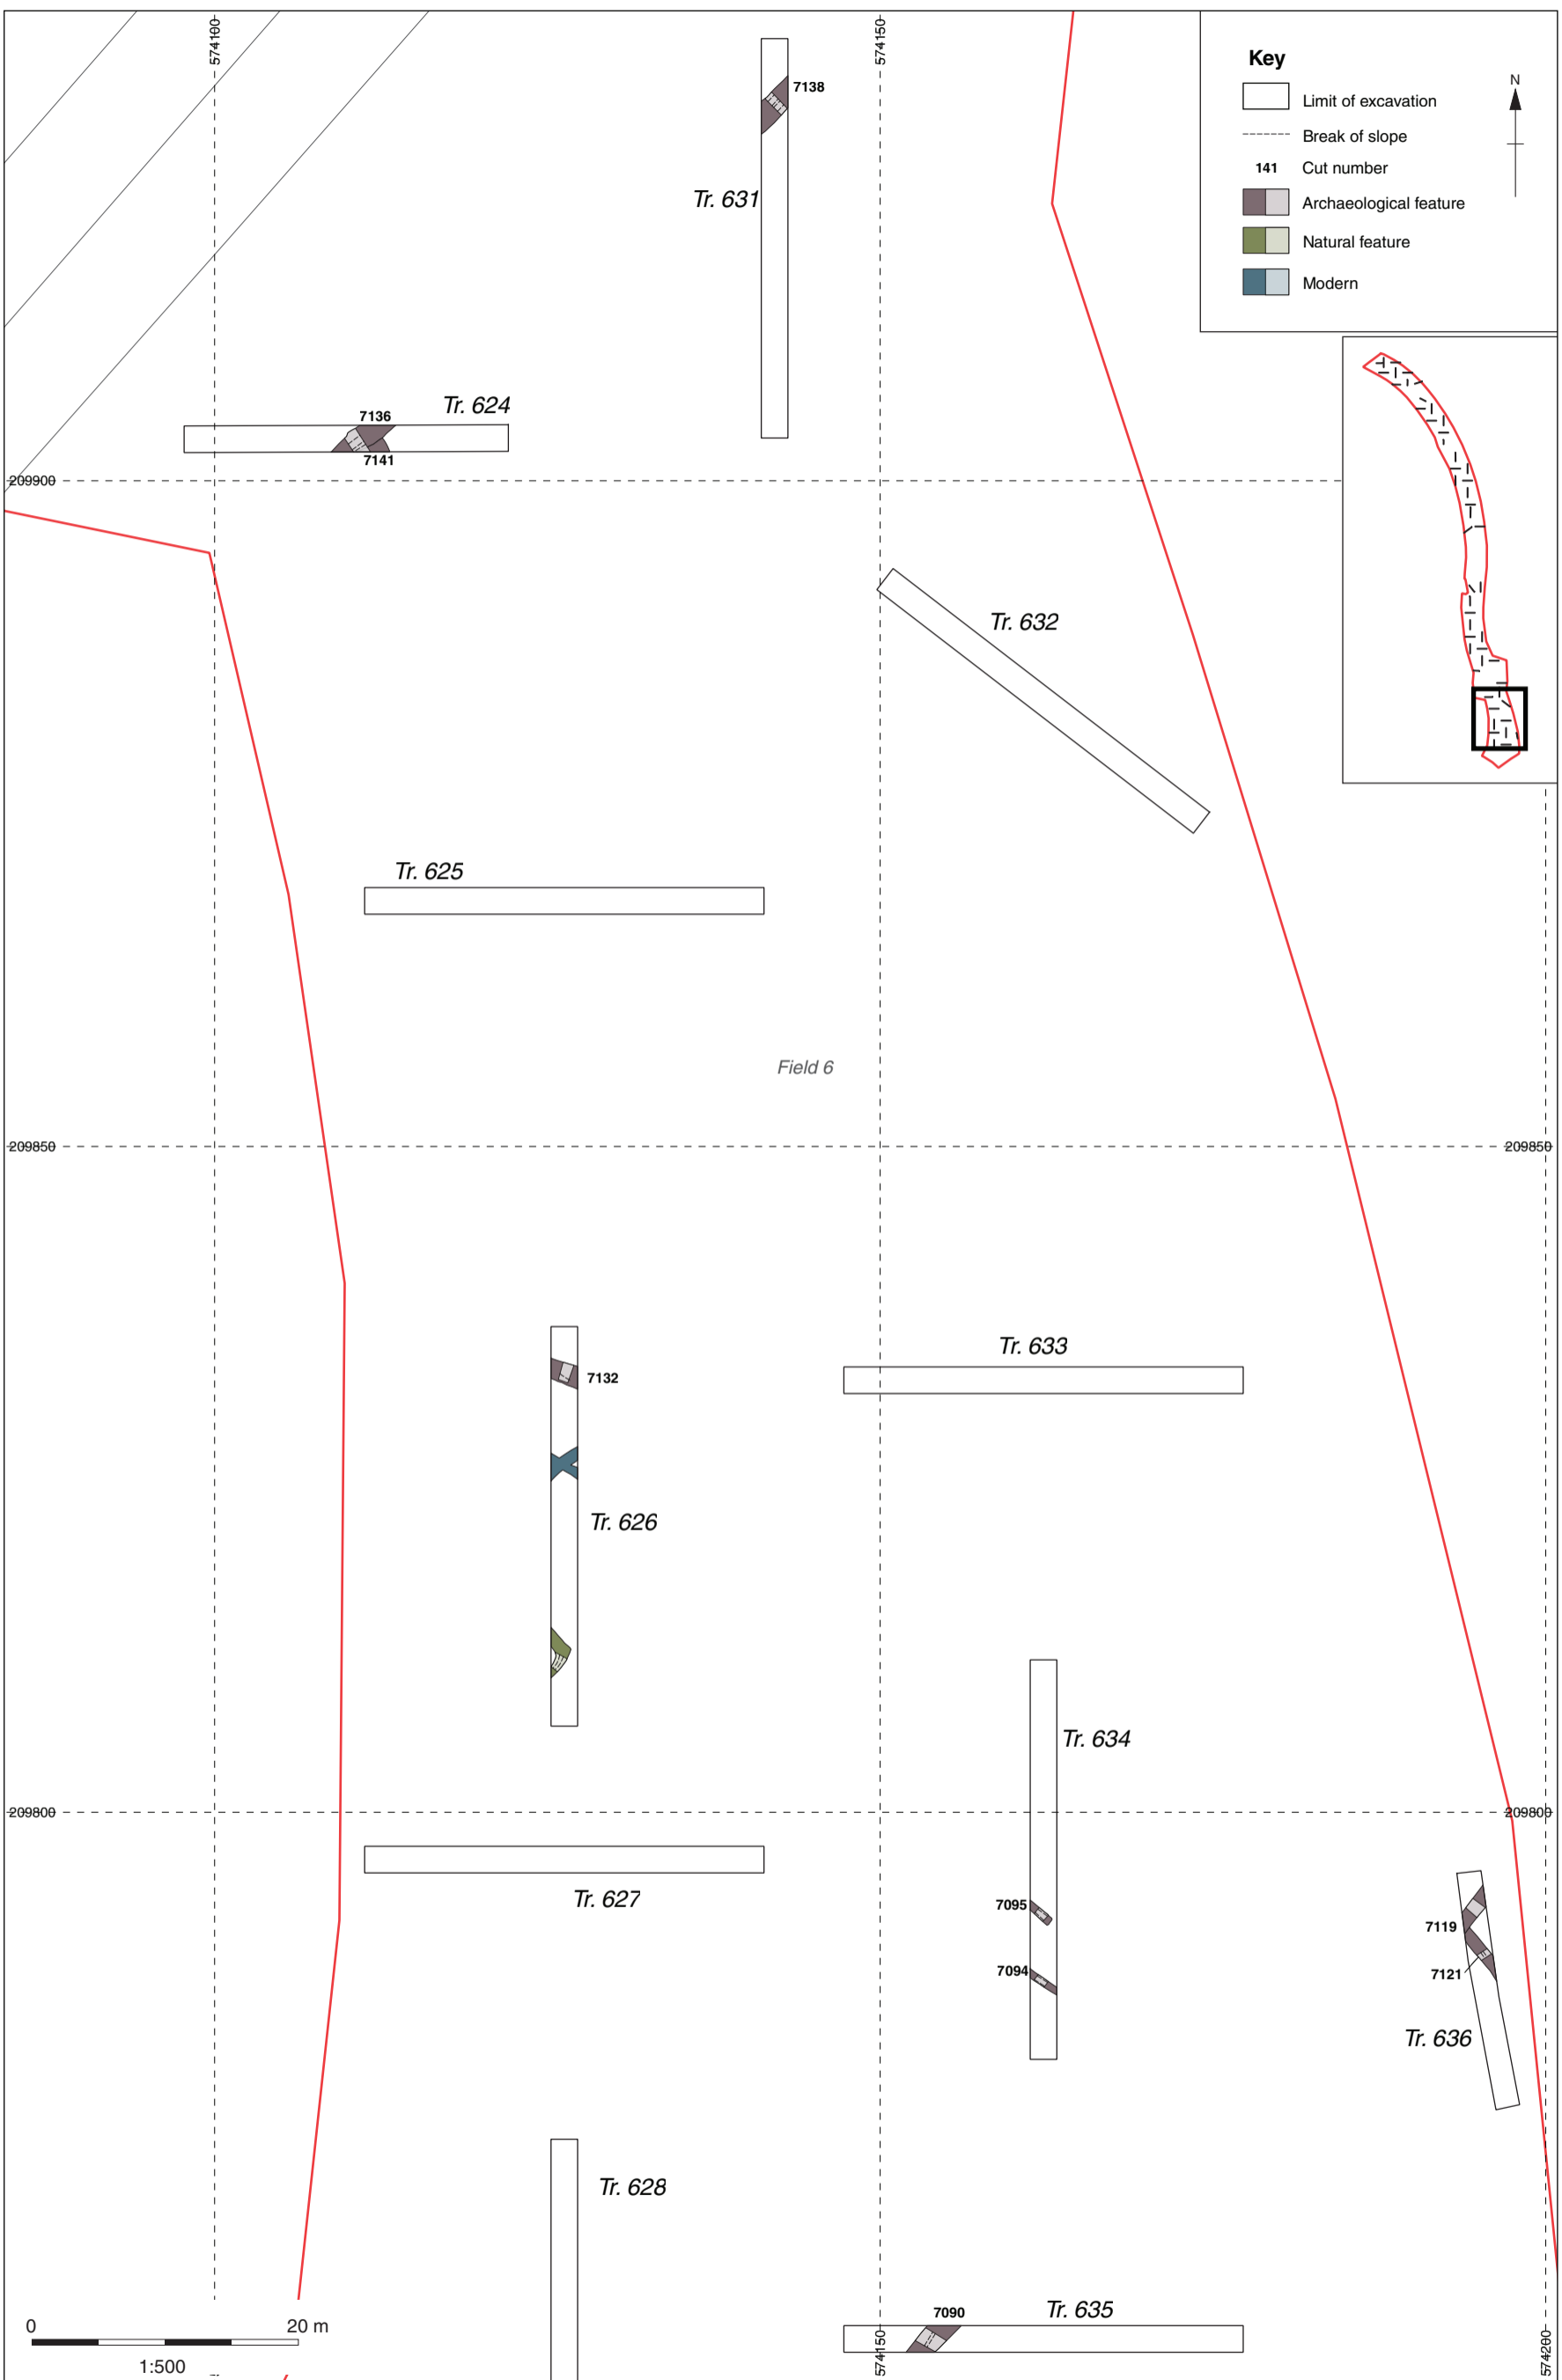 574100
574150
Key
N
Limit of excavation
Break of slope
141 Cut number
Archaeological feature
Natural feature
Modern
7138
Tr. 631
Tr. 624
7136
7141
209900
Tr. 632
Tr. 625
Field 6
209850
209850
Tr. 633
7132
Tr. 626
Tr. 634
209800
209800
Tr. 627
7095
7094
7119
7121
Tr. 636
Tr. 628
7090
Tr. 635
0 20 m
1:500
574150
574200